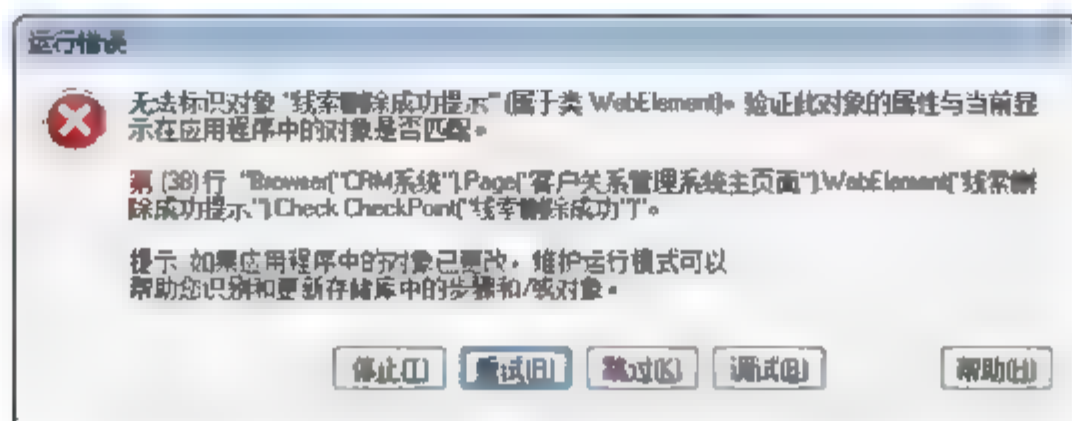 运行错误
无法标识对象 "线索删除成功提示" (属于类 WebElement)。验证此对象的属性与当前显
示在应用程序中的对象是否匹配。
第 (38) 行 "Browser("CRM系统").Page("客户关系管理系统主页面").WebElement("线索删
除成功提示").Check CheckPoint("线索删除成功")"。
提示 如果应用程序中的对象已更改，维护运行模式可以
帮助您识别和更新存储库中的步骤和/或对象。
停止(T) 重试(R) 跳过(K) 调试(B) 帮助(H)